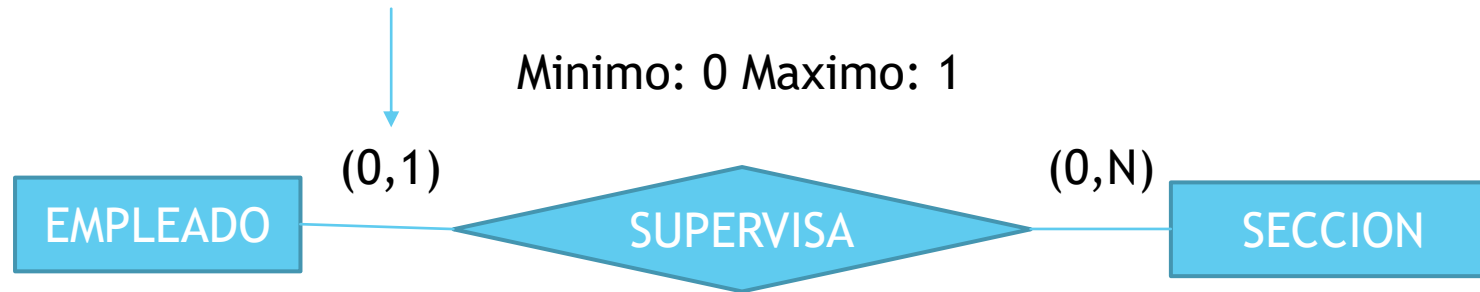 Minimo: 0 Maximo: 1
(0,1)
(0,N)
EMPLEADO
SUPERVISA
SECCION